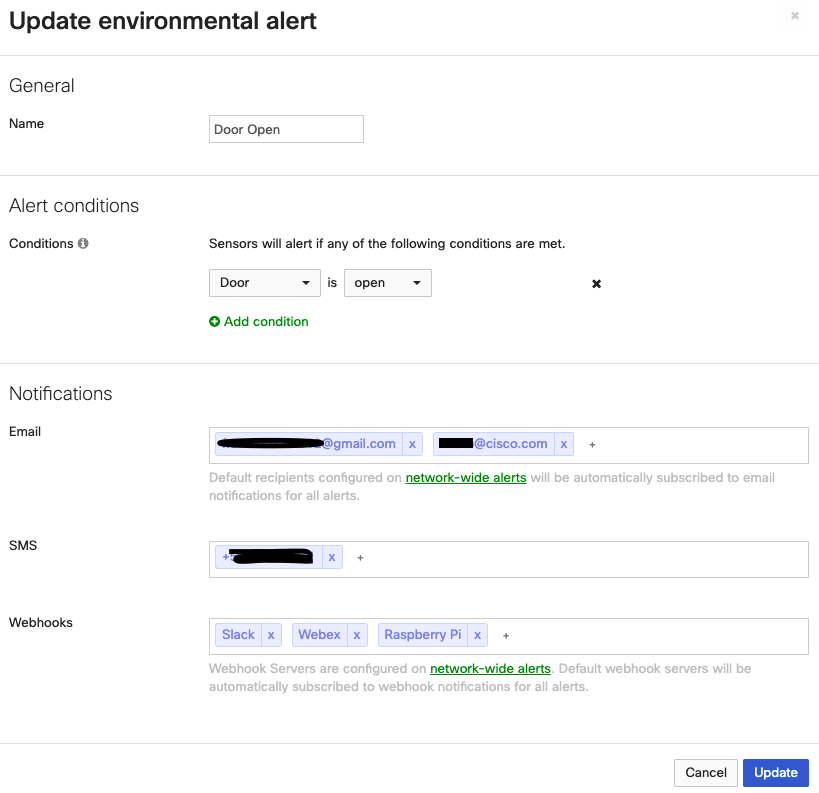 Update environmental alert
×
General
Name
Door Open
Alert conditions
Conditions
Sensors will alert if any of the following conditions are met.
Door is open ×
Add condition
Notifications
Email
@gmail.com x @cisco.com x +
Default recipients configured on network-wide alerts will be automatically subscribed to email
notifications for all alerts.
SMS
+ x +
Webhooks
Slack x Webex x Raspberry Pi x +
Webhook Servers are configured on network-wide alerts. Default webhook servers will be
automatically subscribed to webhook notifications for all alerts.
Cancel Update